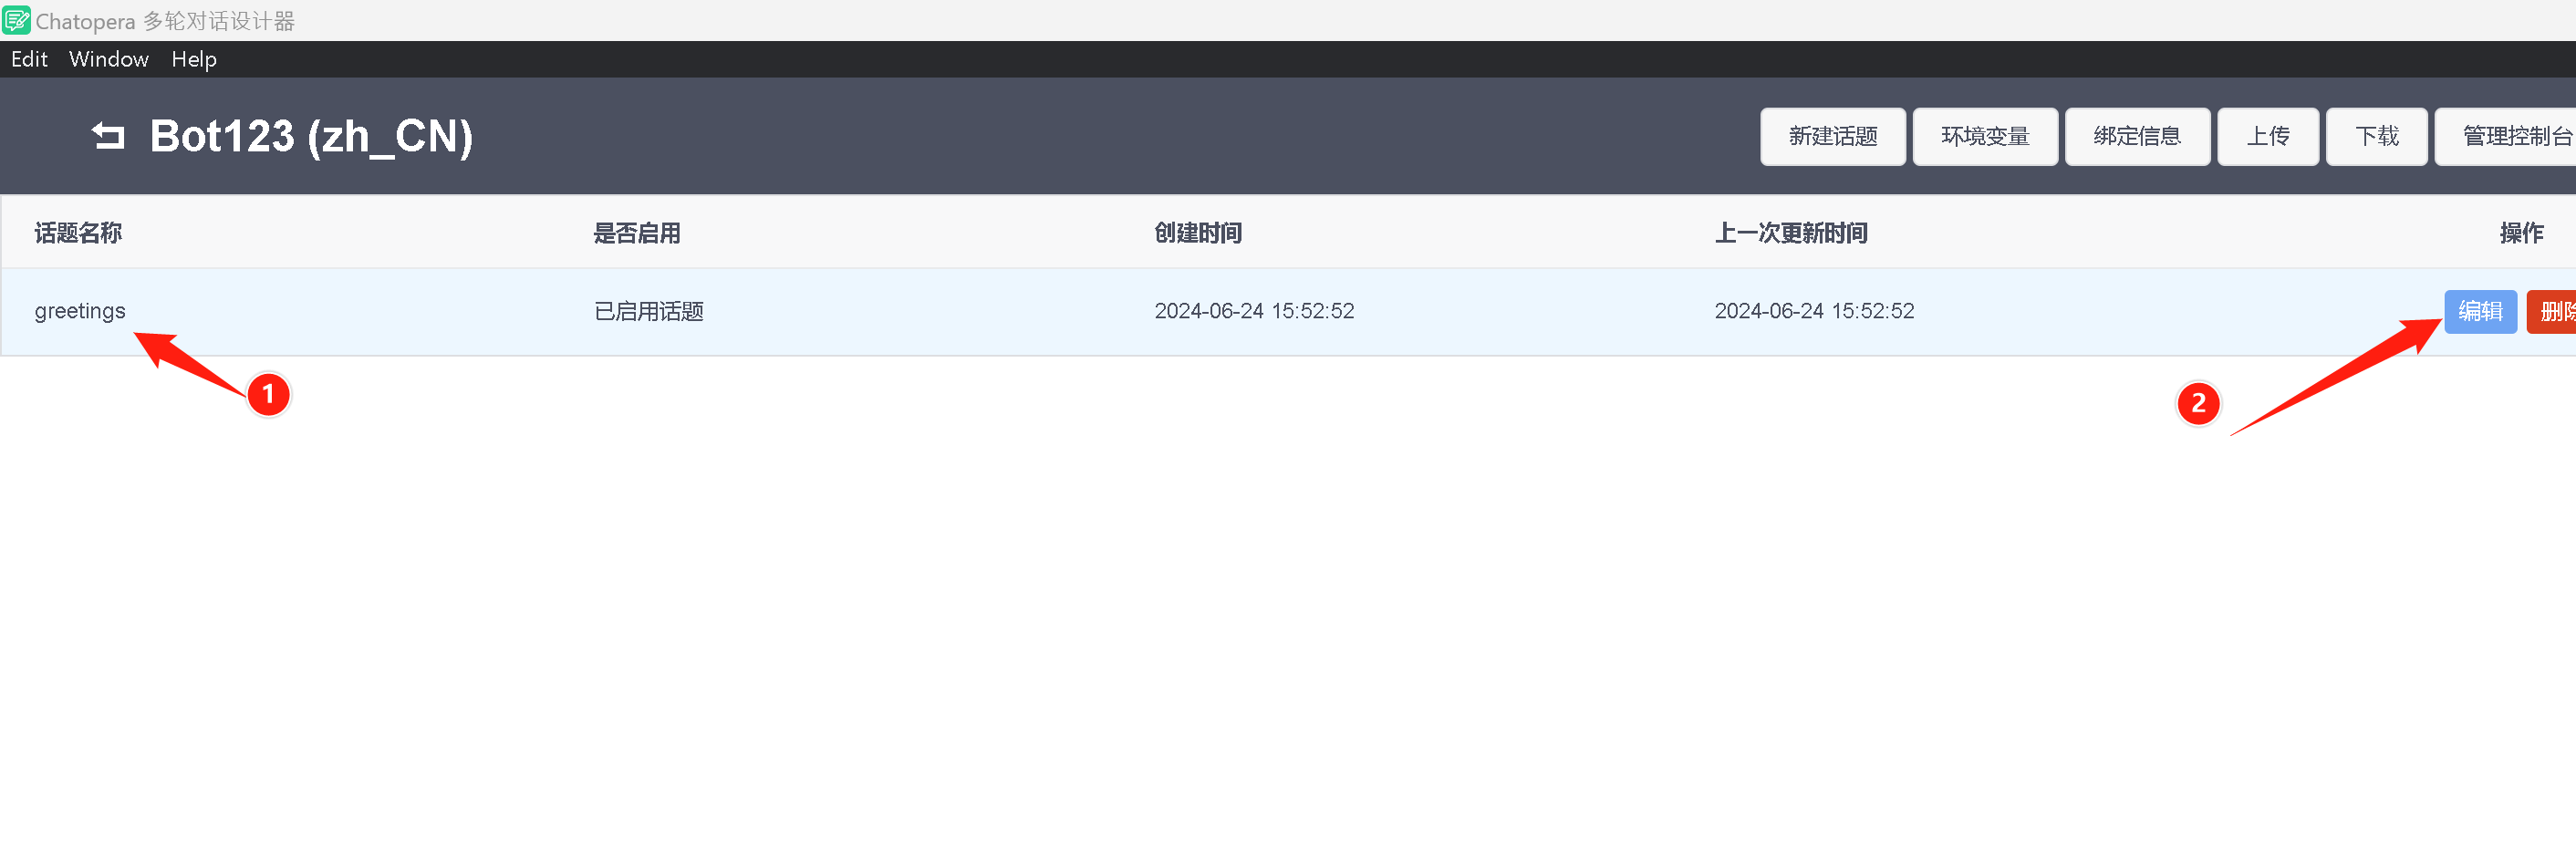 Chatopera 多轮对话设计器
Edit Window Help
Bot123 (zh_CN) 新建话题 环境变量 绑定信息 上传 下载 管理控制台
话题名称 是否启用 创建时间 上一次更新时间 操作
greetings 已启用话题 2024-06-24 15:52:52 2024-06-24 15:52:52 编辑 删除
1 2